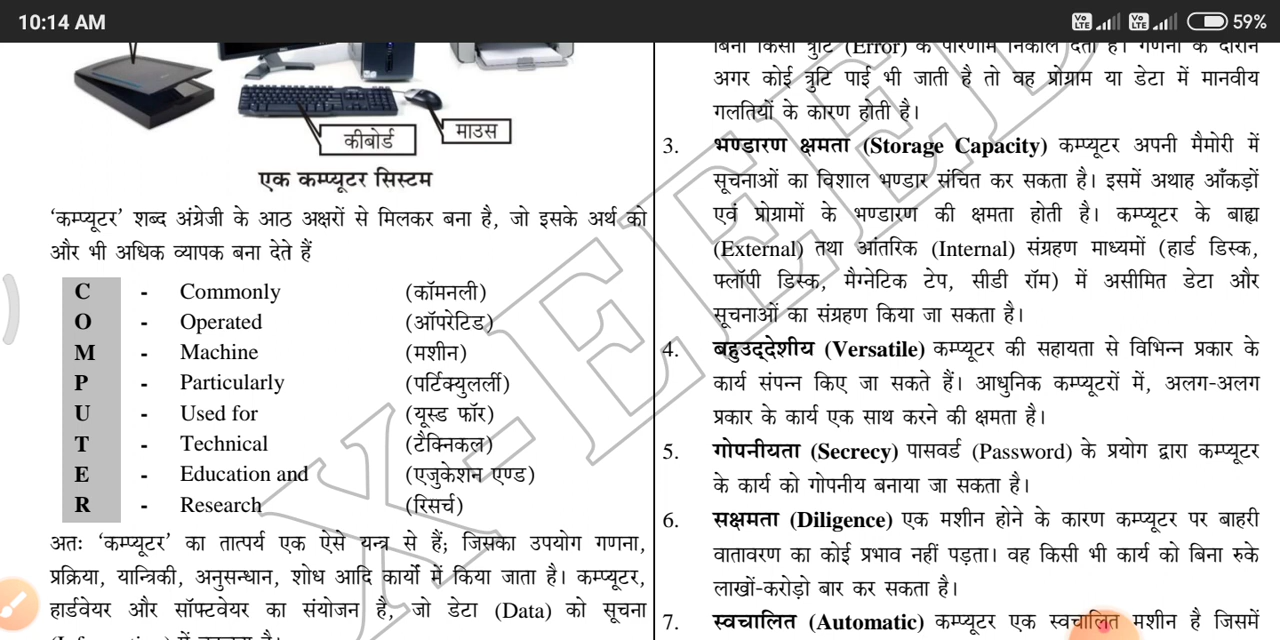 10:14 AM
Vo LTE
Vo LTE
59%
कीबोर्ड
माउस
एक कम्प्यूटर सिस्टम
‘कम्प्यूटर’ शब्द अंग्रेजी के आठ अक्षरों से मिलकर बना है, जो इसके अर्थ को
और भी अधिक व्यापक बना देते हैं
C - Commonly (कॉमनली)
O - Operated (ऑपरेटिड)
M - Machine (मशीन)
P - Particularly (पर्टिक्युलर्ली)
U - Used for (यूस्ड फॉर)
T - Technical (टैक्निकल)
E - Education and (एजुकेशन एण्ड)
R - Research (रिसर्च)
अतः ‘कम्प्यूटर’ का तात्पर्य एक ऐसे यन्त्र से हैं; जिसका उपयोग गणना,
प्रक्रिया, यान्त्रिकी, अनुसन्धान, शोध आदि कार्यों में किया जाता है। कम्प्यूटर,
हार्डवेयर और सॉफ्टवेयर का संयोजन है, जो डेटा (Data) को सूचना
बिना किसी त्रुटि (Error) के परिणाम निकाल देता है। गणना के दौरान
अगर कोई त्रुटि पाई भी जाती है तो वह प्रोग्राम या डेटा में मानवीय
गलतियों के कारण होती है।
3. भण्डारण क्षमता (Storage Capacity) कम्प्यूटर अपनी मैमोरी में
सूचनाओं का विशाल भण्डार संचित कर सकता है। इसमें अथाह आँकड़ों
एवं प्रोग्रामों के भण्डारण की क्षमता होती है। कम्प्यूटर के बाह्य
(External) तथा आंतरिक (Internal) संग्रहण माध्यमों (हार्ड डिस्क,
फ्लॉपी डिस्क, मैग्नेटिक टेप, सीडी रॉम) में असीमित डेटा और
सूचनाओं का संग्रहण किया जा सकता है।
4. बहुउद्देशीय (Versatile) कम्प्यूटर की सहायता से विभिन्न प्रकार के
कार्य संपन्न किए जा सकते हैं। आधुनिक कम्प्यूटरों में, अलग-अलग
प्रकार के कार्य एक साथ करने की क्षमता है।
5. गोपनीयता (Secrecy) पासवर्ड (Password) के प्रयोग द्वारा कम्प्यूटर
के कार्य को गोपनीय बनाया जा सकता है।
6. सक्षमता (Diligence) एक मशीन होने के कारण कम्प्यूटर पर बाहरी
वातावरण का कोई प्रभाव नहीं पड़ता। वह किसी भी कार्य को बिना रुके
लाखों-करोड़ो बार कर सकता है।
7. स्वचालित (Automatic) कम्प्यूटर एक स्वचालित मशीन है जिसमें
X-EEED